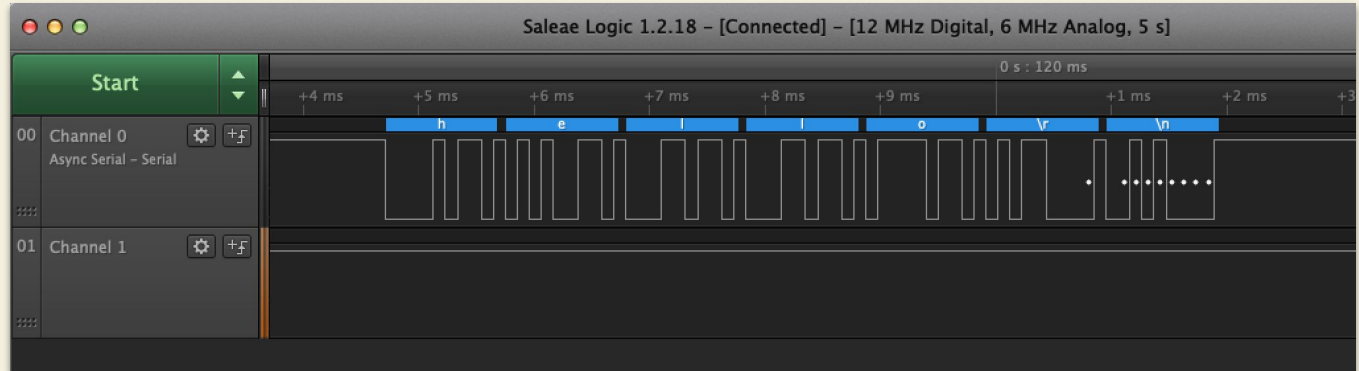 Saleae Logic 1.2.18 – [Connected] – [12 MHz Digital, 6 MHz Analog, 5 s]
Start
0 s : 120 ms
+4 ms +5 ms +6 ms +7 ms +8 ms +9 ms +1 ms +2 ms +3
00 Channel 0
Async Serial – Serial
h e l l o \r \n
01 Channel 1